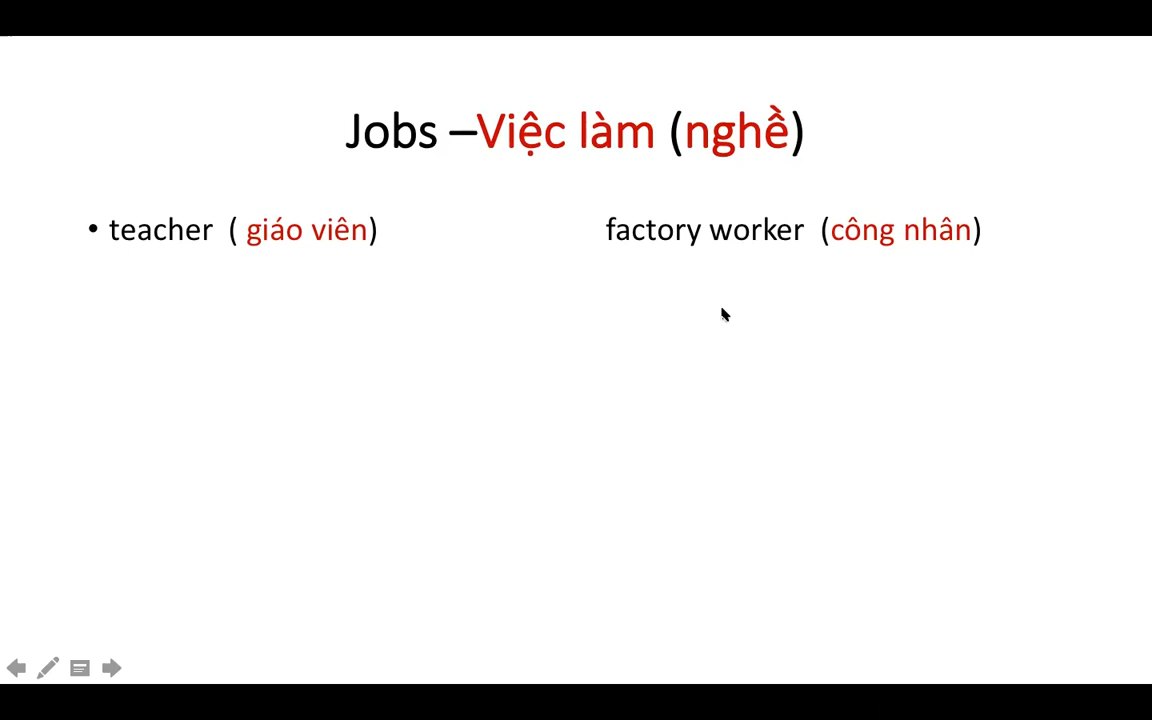 Jobs –Việc làm (nghề)
• teacher ( giáo viên)
factory worker (công nhân)